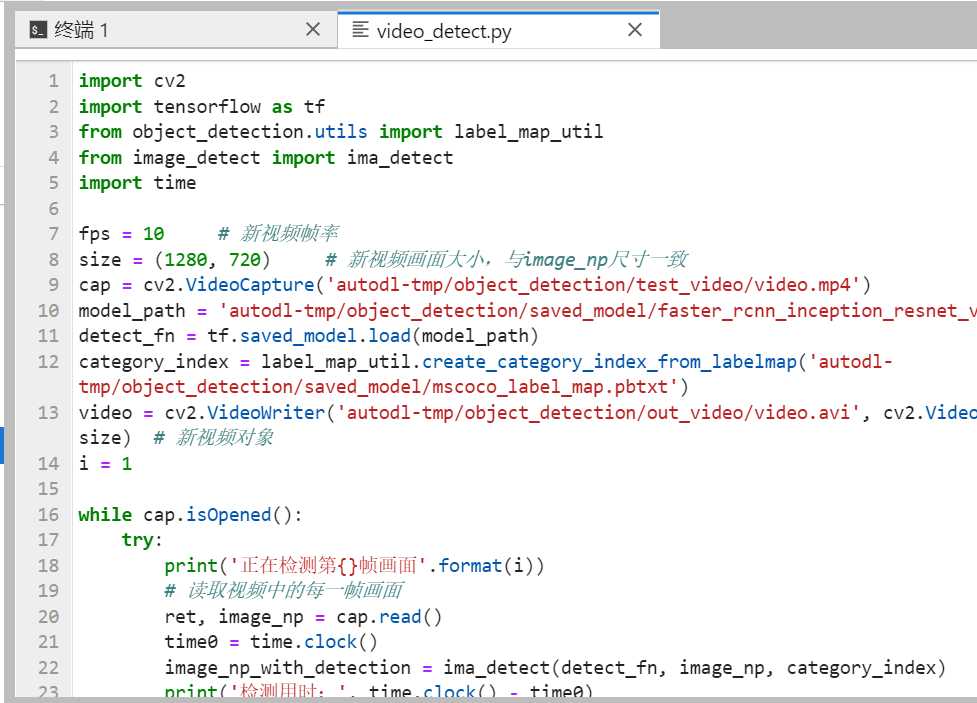 终端 1
video_detect.py
1 import cv2
2 import tensorflow as tf
3 from object_detection.utils import label_map_util
4 from image_detect import ima_detect
5 import time
6
7 fps = 10     # 新视频帧率
8 size = (1280, 720)     # 新视频画面大小，与image_np尺寸一致
9 cap = cv2.VideoCapture('autodl-tmp/object_detection/test_video/video.mp4')
10 model_path = 'autodl-tmp/object_detection/saved_model/faster_rcnn_inception_resnet_v
11 detect_fn = tf.saved_model.load(model_path)
12 category_index = label_map_util.create_category_index_from_labelmap('autodl-
tmp/object_detection/saved_model/mscoco_label_map.pbtxt')
13 video = cv2.VideoWriter('autodl-tmp/object_detection/out_video/video.avi', cv2.Video
size)  # 新视频对象
14 i = 1
15
16 while cap.isOpened():
17     try:
18         print('正在检测第{}帧画面'.format(i))
19         # 读取视频中的每一帧画面
20         ret, image_np = cap.read()
21         time0 = time.clock()
22         image_np_with_detection = ima_detect(detect_fn, image_np, category_index)
23         print('检测用时：', time.clock() - time0)